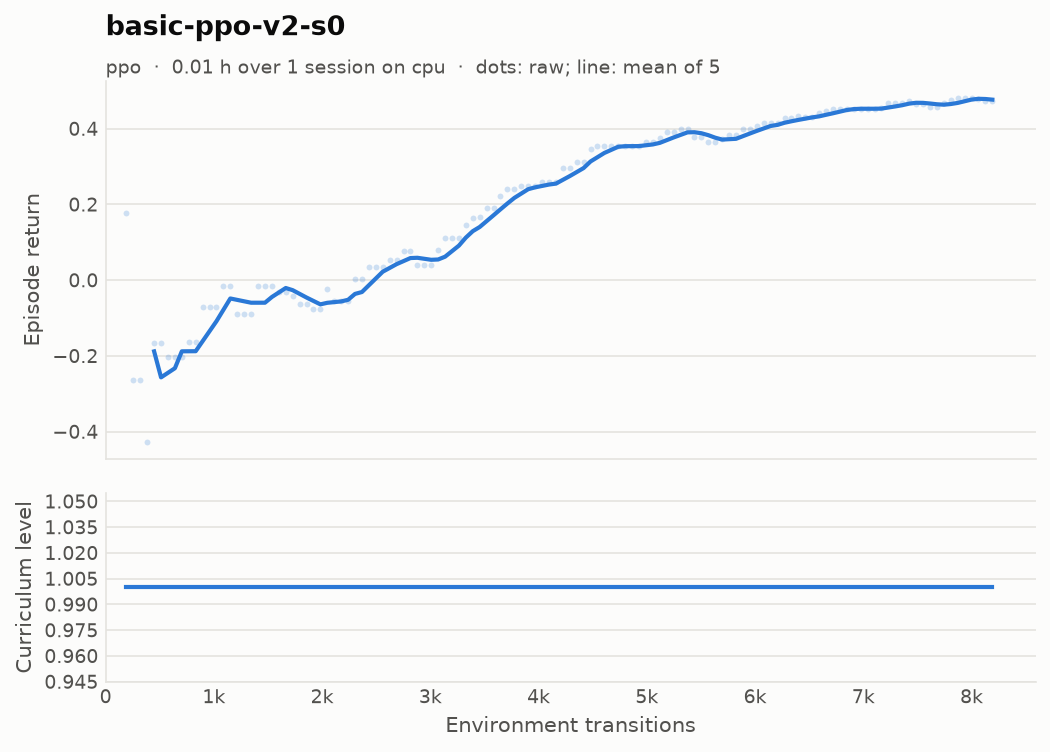 basic-ppo-v2-s0
ppo · 0.01 h over 1 session on cpu · dots: raw; line: mean of 5
Episode return
0.4
0.2
0.0
−0.2
−0.4
Curriculum level
1.050
1.035
1.020
1.005
0.990
0.975
0.960
0.945
0 1k 2k 3k 4k 5k 6k 7k 8k
Environment transitions